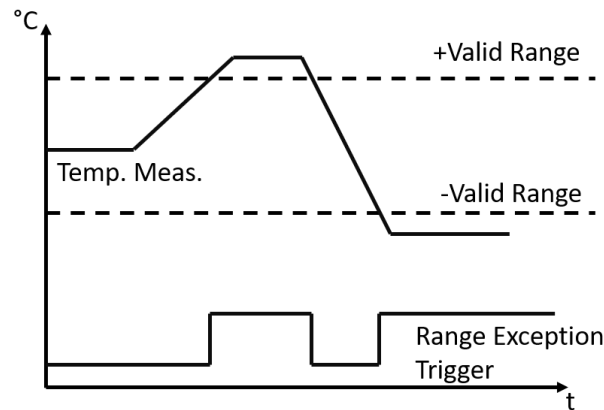 °C
+Valid Range
Temp. Meas.
-Valid Range
Range Exception
Trigger
t